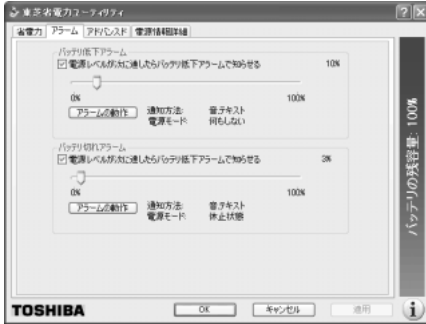 東芝省電力ユーティリティ
省電力 アラーム アドバンスド 電源情報詳細
バッテリ低下アラーム
電源レベルが次に達したらバッテリ低下アラームで知らせる 10%
0% 100%
アラームの動作 通知方法: 音,テキスト
電源モード: 何もしない
バッテリ切れアラーム
電源レベルが次に達したらバッテリ低下アラームで知らせる 3%
0% 100%
アラームの動作 通知方法: 音,テキスト
電源モード: 休止状態
バッテリの残容量: 100%
TOSHIBA OK キャンセル 適用